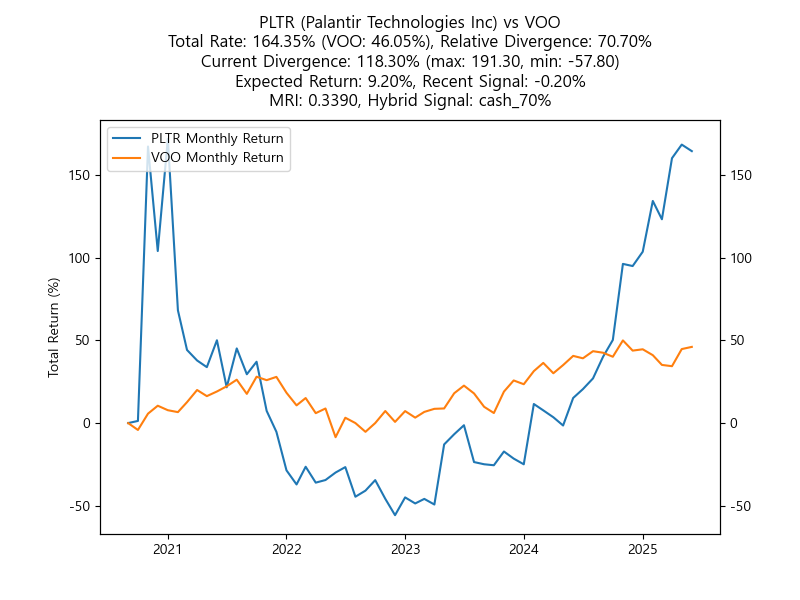 PLTR (Palantir Technologies Inc) vs VOO
Total Rate: 164.35% (VOO: 46.05%), Relative Divergence: 70.70%
Current Divergence: 118.30% (max: 191.30, min: -57.80)
Expected Return: 9.20%, Recent Signal: -0.20%
MRI: 0.3390, Hybrid Signal: cash_70%
PLTR Monthly Return
VOO Monthly Return
150
100
50
0
-50
Total Return (%)
150
100
50
0
-50
2021
2022
2023
2024
2025